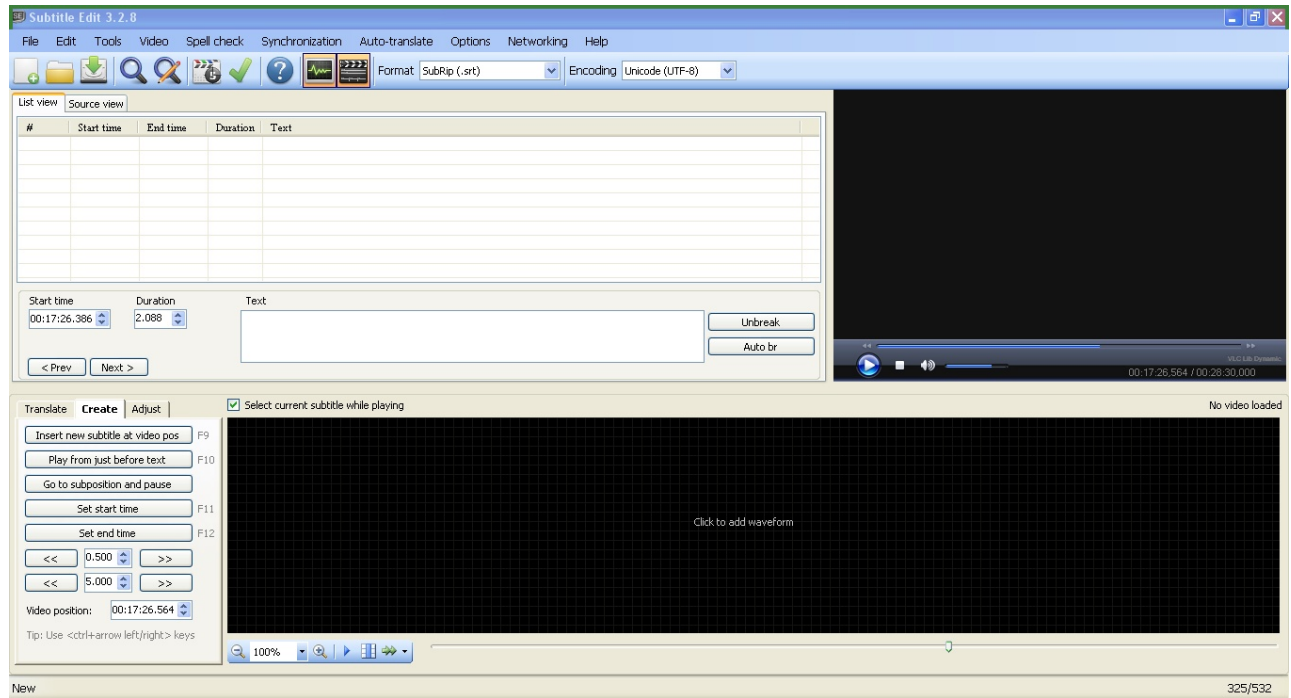 Subtitle Edit 3.2.8
File Edit Tools Video Spell check Synchronization Auto-translate Options Networking Help
Format SubRip (.srt) Encoding Unicode (UTF-8)
List view Source view
# Start time End time Duration Text
Start time Duration Text
00:17:26.386 2.088
Unbreak
Auto br
< Prev Next >
VLC Lib Dynamic
00:17:26,564 / 00:28:30,000
Translate Create Adjust
Select current subtitle while playing
No video loaded
Insert new subtitle at video pos F9
Play from just before text F10
Go to subposition and pause
Set start time F11
Set end time F12
<< 0.500 >>
<< 5.000 >>
Video position: 00:17:26.564
Tip: Use <ctrl+arrow left/right> keys
Click to add waveform
100%
New
325/532